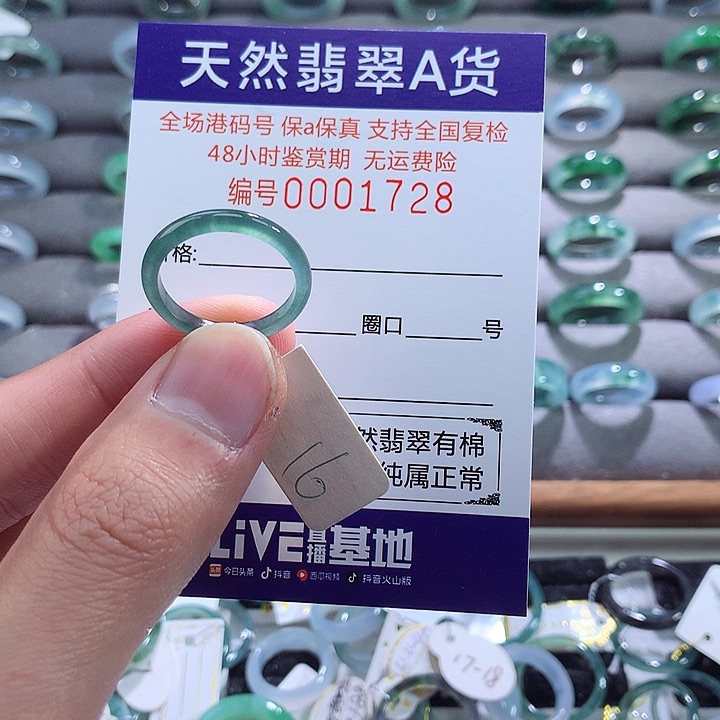 天然翡翠A货
全场港码号 保a保真 支持全国复检
48小时鉴赏期 无运费险
编号0001728
格:
圈口 号
然翡翠有棉
纯属正常
16
LiVE直播基地
今日头条 抖音 西瓜视频 抖音火山版
17-18